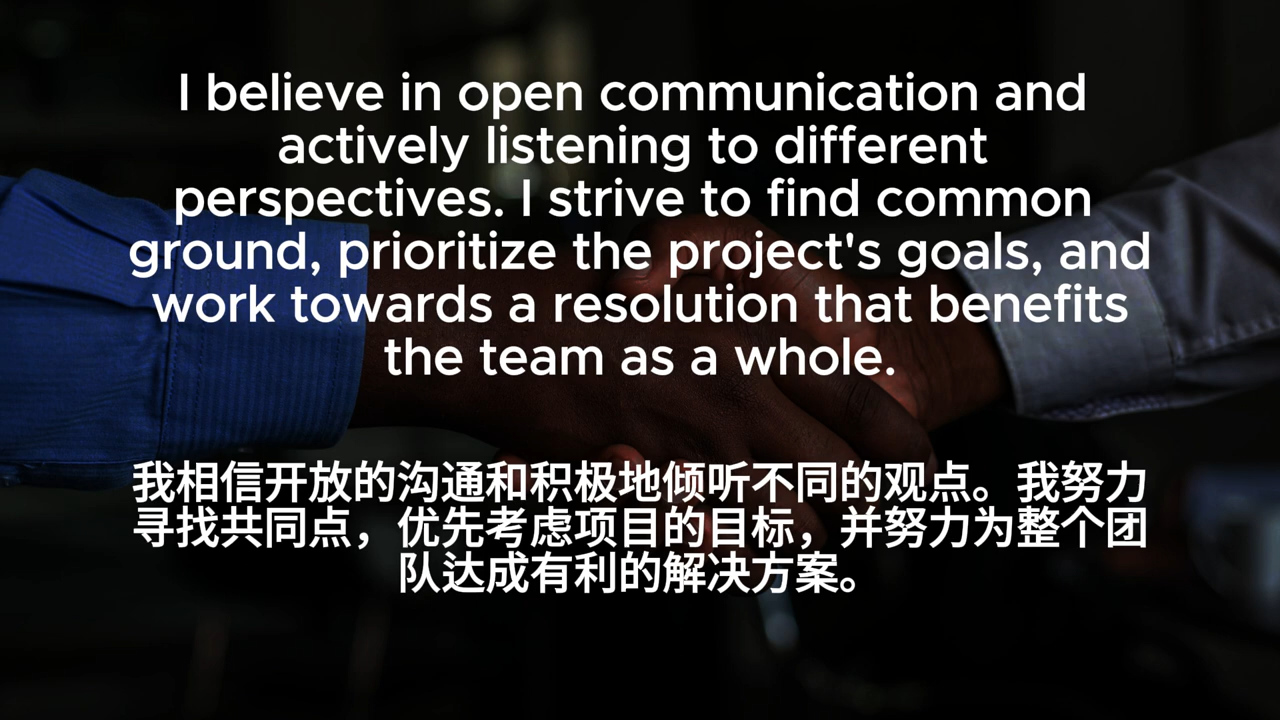 I believe in open communication and
actively listening to different
perspectives. I strive to find common
ground, prioritize the project's goals, and
work towards a resolution that benefits
the team as a whole.
我相信开放的沟通和积极地倾听不同的观点。我努力
寻找共同点，优先考虑项目的目标，并努力为整个团
队达成有利的解决方案。